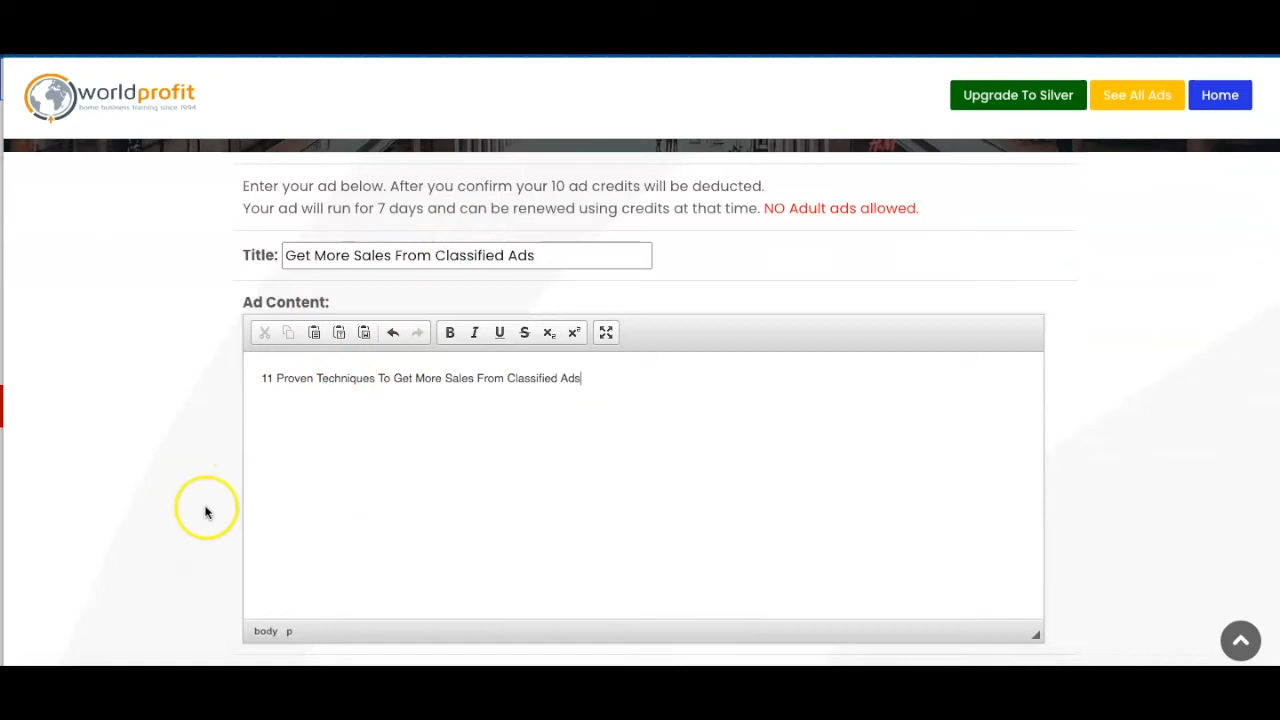 worldprofit
home business training since 1994
Upgrade To Silver
See All Ads
Home
H&M
Enter your ad below. After you confirm your 10 ad credits will be deducted.
Your ad will run for 7 days and can be renewed using credits at that time. NO Adult ads allowed.
Title: Get More Sales From Classified Ads
Ad Content:
B I U S x₂ x²
11 Proven Techniques To Get More Sales From Classified Ads
body p